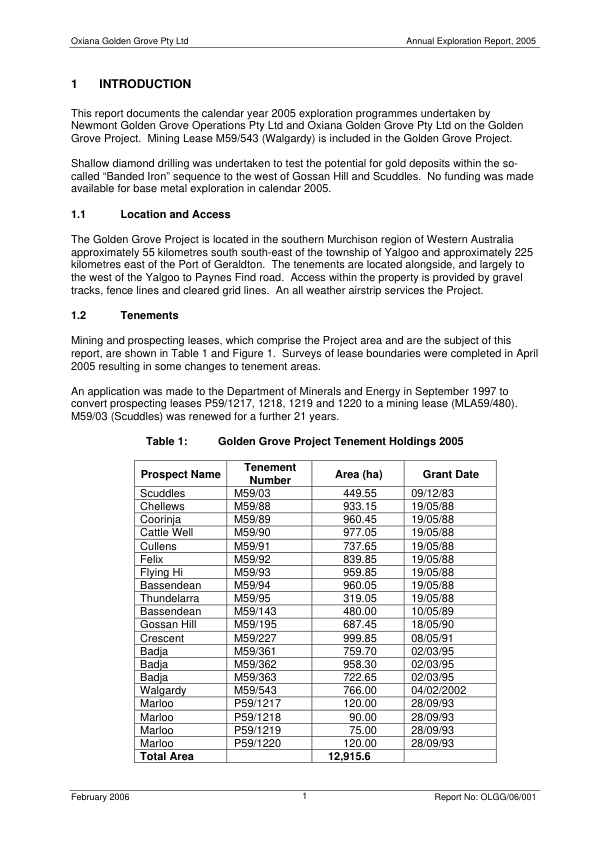 Oxiana Golden Grove Pty Ltd Annual Exploration Report, 2005
1 INTRODUCTION
This report documents the calendar year 2005 exploration programmes undertaken by
Newmont Golden Grove Operations Pty Ltd and Oxiana Golden Grove Pty Ltd on the Golden
Grove Project. Mining Lease M59/543 (Walgardy) is included in the Golden Grove Project.
Shallow diamond drilling was undertaken to test the potential for gold deposits within the so-
called “Banded Iron” sequence to the west of Gossan Hill and Scuddles. No funding was made
available for base metal exploration in calendar 2005.
1.1 Location and Access
The Golden Grove Project is located in the southern Murchison region of Western Australia
approximately 55 kilometres south south-east of the township of Yalgoo and approximately 225
kilometres east of the Port of Geraldton. The tenements are located alongside, and largely to
the west of the Yalgoo to Paynes Find road. Access within the property is provided by gravel
tracks, fence lines and cleared grid lines. An all weather airstrip services the Project.
1.2 Tenements
Mining and prospecting leases, which comprise the Project area and are the subject of this
report, are shown in Table 1 and Figure 1. Surveys of lease boundaries were completed in April
2005 resulting in some changes to tenement areas.
An application was made to the Department of Minerals and Energy in September 1997 to
convert prospecting leases P59/1217, 1218, 1219 and 1220 to a mining lease (MLA59/480).
M59/03 (Scuddles) was renewed for a further 21 years.
Table 1: Golden Grove Project Tenement Holdings 2005
Prospect Name Tenement Number Area (ha) Grant Date
Scuddles M59/03 449.55 09/12/83
Chellews M59/88 933.15 19/05/88
Coorinja M59/89 960.45 19/05/88
Cattle Well M59/90 977.05 19/05/88
Cullens M59/91 737.65 19/05/88
Felix M59/92 839.85 19/05/88
Flying Hi M59/93 959.85 19/05/88
Bassendean M59/94 960.05 19/05/88
Thundelarra M59/95 319.05 19/05/88
Bassendean M59/143 480.00 10/05/89
Gossan Hill M59/195 687.45 18/05/90
Crescent M59/227 999.85 08/05/91
Badja M59/361 759.70 02/03/95
Badja M59/362 958.30 02/03/95
Badja M59/363 722.65 02/03/95
Walgardy M59/543 766.00 04/02/2002
Marloo P59/1217 120.00 28/09/93
Marloo P59/1218 90.00 28/09/93
Marloo P59/1219 75.00 28/09/93
Marloo P59/1220 120.00 28/09/93
Total Area 12,915.6
February 2006 1 Report No: OLGG/06/001